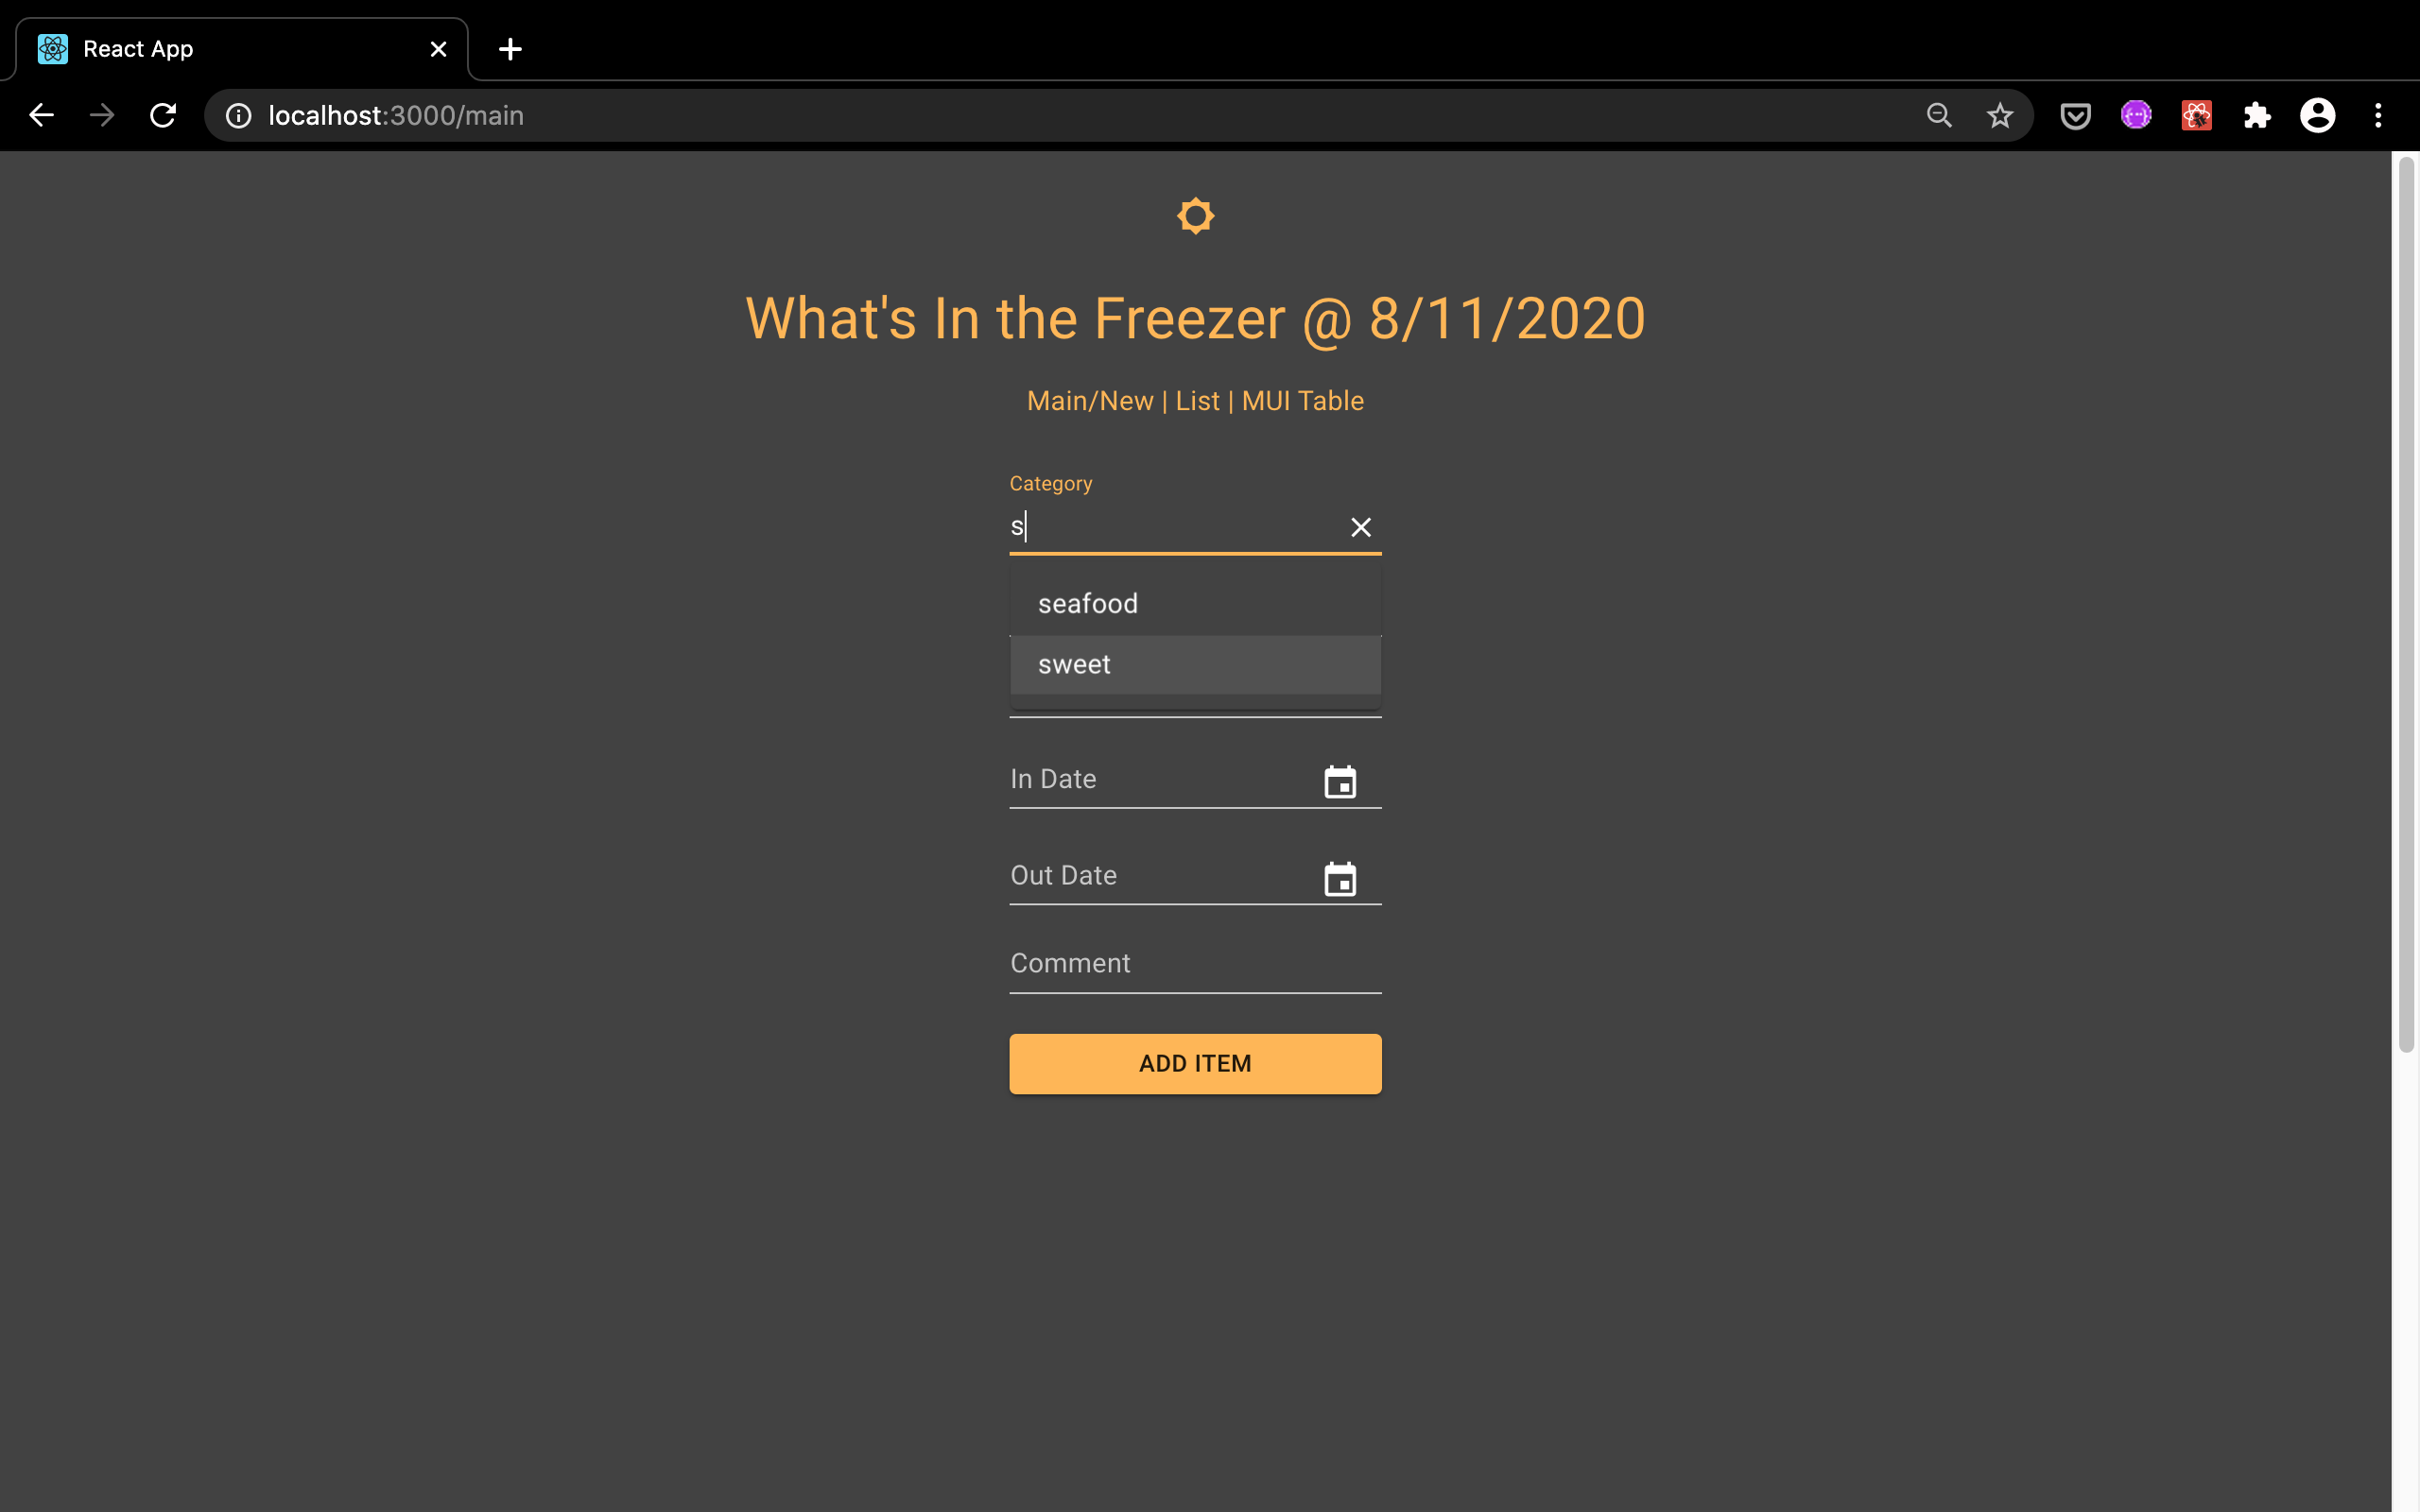 React App
localhost:3000/main
What's In the Freezer @ 8/11/2020
Main/New | List | MUI Table
Category
s
seafood
sweet
In Date
Out Date
Comment
ADD ITEM